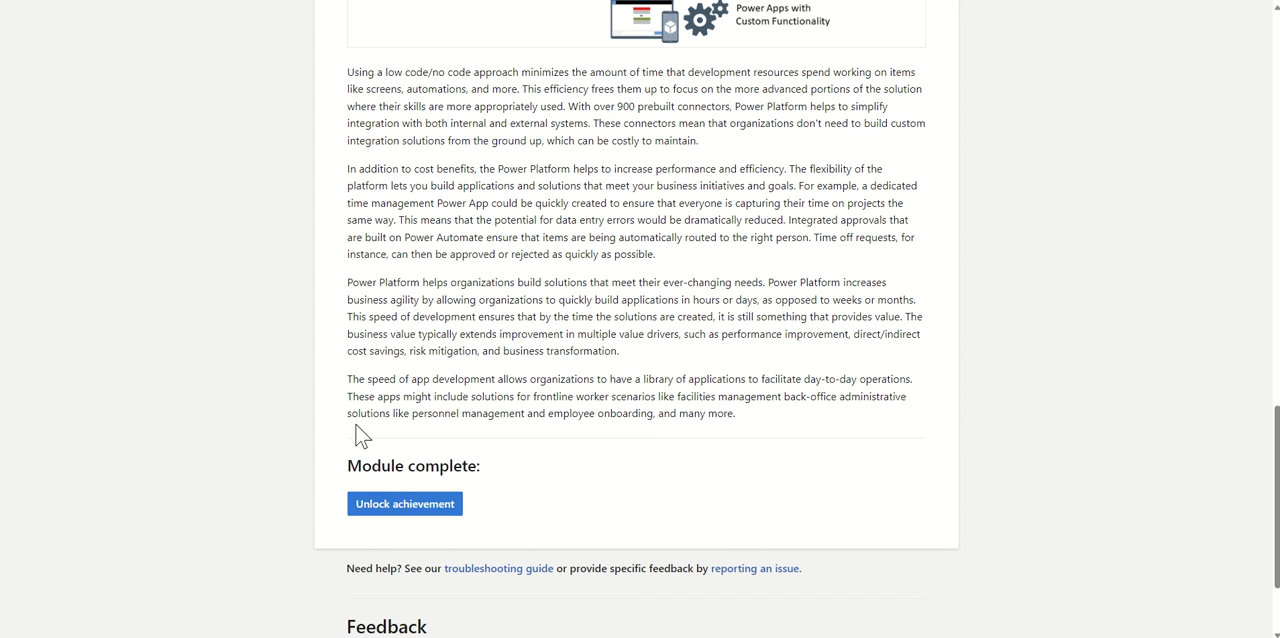 Power Apps with
Custom Functionality
Using a low code/no code approach minimizes the amount of time that development resources spend working on items
like screens, automations, and more. This efficiency frees them up to focus on the more advanced portions of the solution
where their skills are more appropriately used. With over 900 prebuilt connectors, Power Platform helps to simplify
integration with both internal and external systems. These connectors mean that organizations don't need to build custom
integration solutions from the ground up, which can be costly to maintain.
In addition to cost benefits, the Power Platform helps to increase performance and efficiency. The flexibility of the
platform lets you build applications and solutions that meet your business initiatives and goals. For example, a dedicated
time management Power App could be quickly created to ensure that everyone is capturing their time on projects the
same way. This means that the potential for data entry errors would be dramatically reduced. Integrated approvals that
are built on Power Automate ensure that items are being automatically routed to the right person. Time off requests, for
instance, can then be approved or rejected as quickly as possible.
Power Platform helps organizations build solutions that meet their ever-changing needs. Power Platform increases
business agility by allowing organizations to quickly build applications in hours or days, as opposed to weeks or months.
This speed of development ensures that by the time the solutions are created, it is still something that provides value. The
business value typically extends improvement in multiple value drivers, such as performance improvement, direct/indirect
cost savings, risk mitigation, and business transformation.
The speed of app development allows organizations to have a library of applications to facilitate day-to-day operations.
These apps might include solutions for frontline worker scenarios like facilities management back-office administrative
solutions like personnel management and employee onboarding, and many more.
Module complete:
Unlock achievement
Need help? See our troubleshooting guide or provide specific feedback by reporting an issue.
Feedback